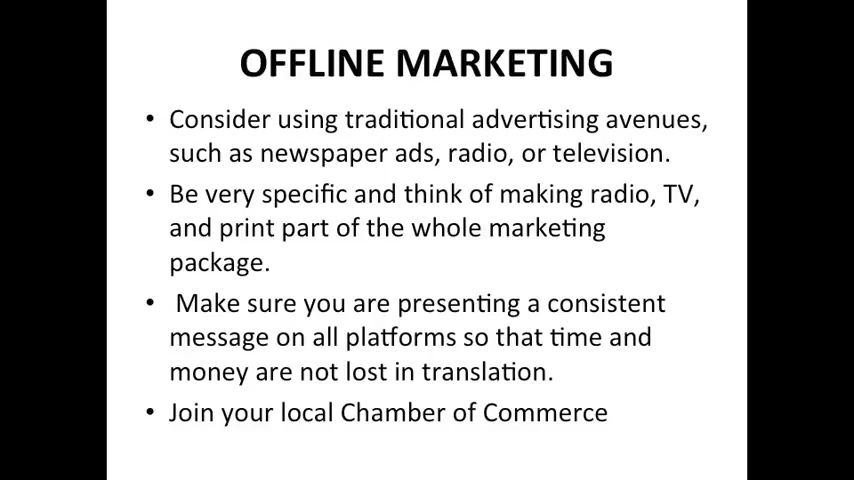 OFFLINE MARKETING
• Consider using traditional advertising avenues,
such as newspaper ads, radio, or television.
• Be very specific and think of making radio, TV,
and print part of the whole marketing
package.
• Make sure you are presenting a consistent
message on all platforms so that time and
money are not lost in translation.
• Join your local Chamber of Commerce